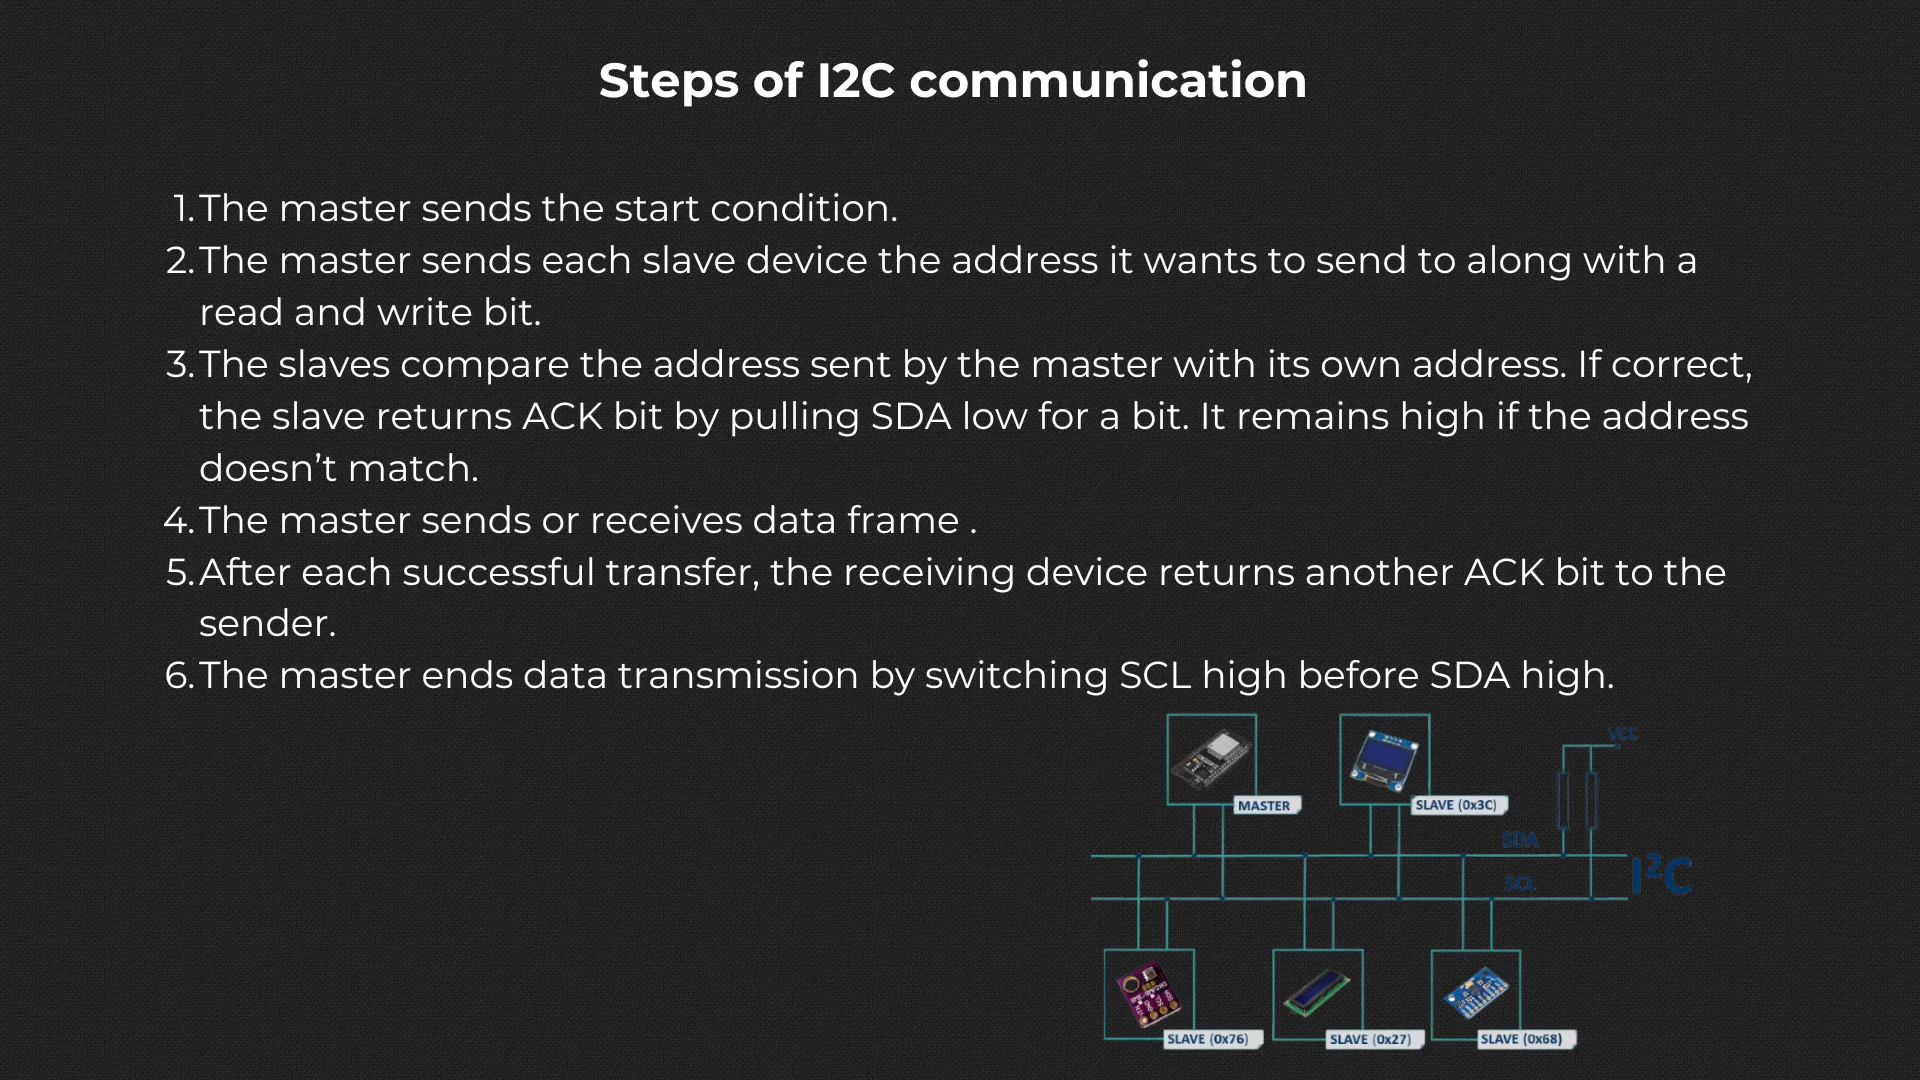 Steps of I2C communication
1. The master sends the start condition.
2. The master sends each slave device the address it wants to send to along with a
read and write bit.
3. The slaves compare the address sent by the master with its own address. If correct,
the slave returns ACK bit by pulling SDA low for a bit. It remains high if the address
doesn’t match.
4. The master sends or receives data frame .
5. After each successful transfer, the receiving device returns another ACK bit to the
sender.
6. The master ends data transmission by switching SCL high before SDA high.
VCC
MASTER
SLAVE (0x3C)
SDA
I²C
SCL
SLAVE (0x76)
SLAVE (0x27)
SLAVE (0x68)